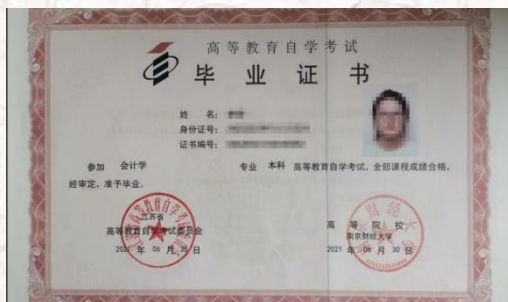 高等教育自学考试
毕业证书
姓 名：
身份证号：
证书编号：
参加 会计学 专业 本科 高等教育自学考试，全部课程成绩合格，
经审定，准予毕业。
江苏省
高等教育自学考试委员会
2021 年 06 月 30 日
高等院校
南京财经大学
2021 年 06 月 30 日